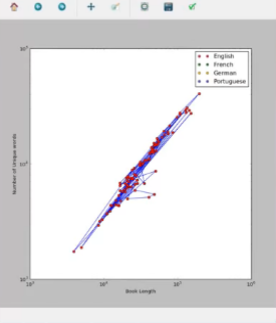 English
French
German
Portuguese
Number of Unique words
Book Length